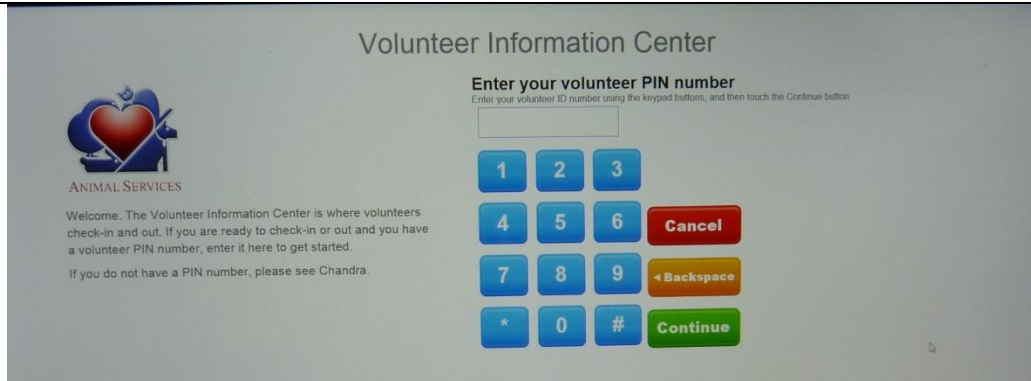 Volunteer Information Center
ANIMAL SERVICES
Welcome. The Volunteer Information Center is where volunteers
check-in and out. If you are ready to check-in or out and you have
a volunteer PIN number, enter it here to get started.
If you do not have a PIN number, please see Chandra.
Enter your volunteer PIN number
Enter your volunteer ID number using the keypad buttons, and then touch the Continue button.
1 2 3
4 5 6 Cancel
7 8 9 ◂ Backspace
* 0 # Continue